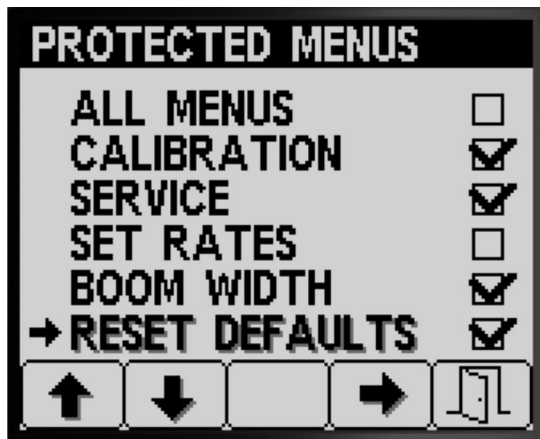 PROTECTED MENUS
ALL MENUS
CALIBRATION
SERVICE
SET RATES
BOOM WIDTH
RESET DEFAULTS